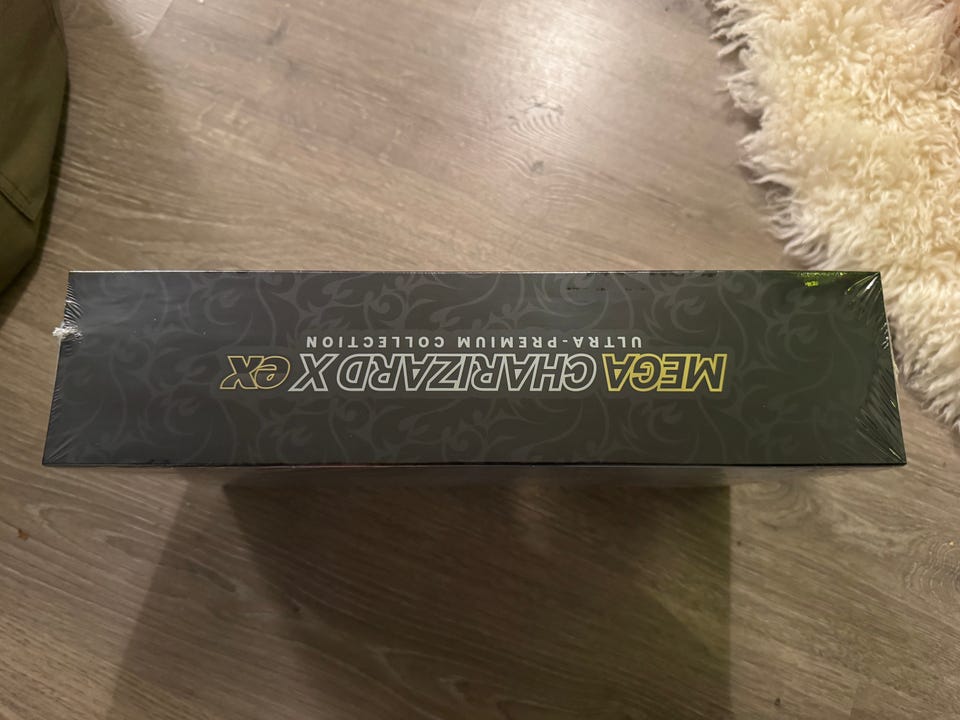 MEGA CHARIZARD X ex
ULTRA-PREMIUM COLLECTION